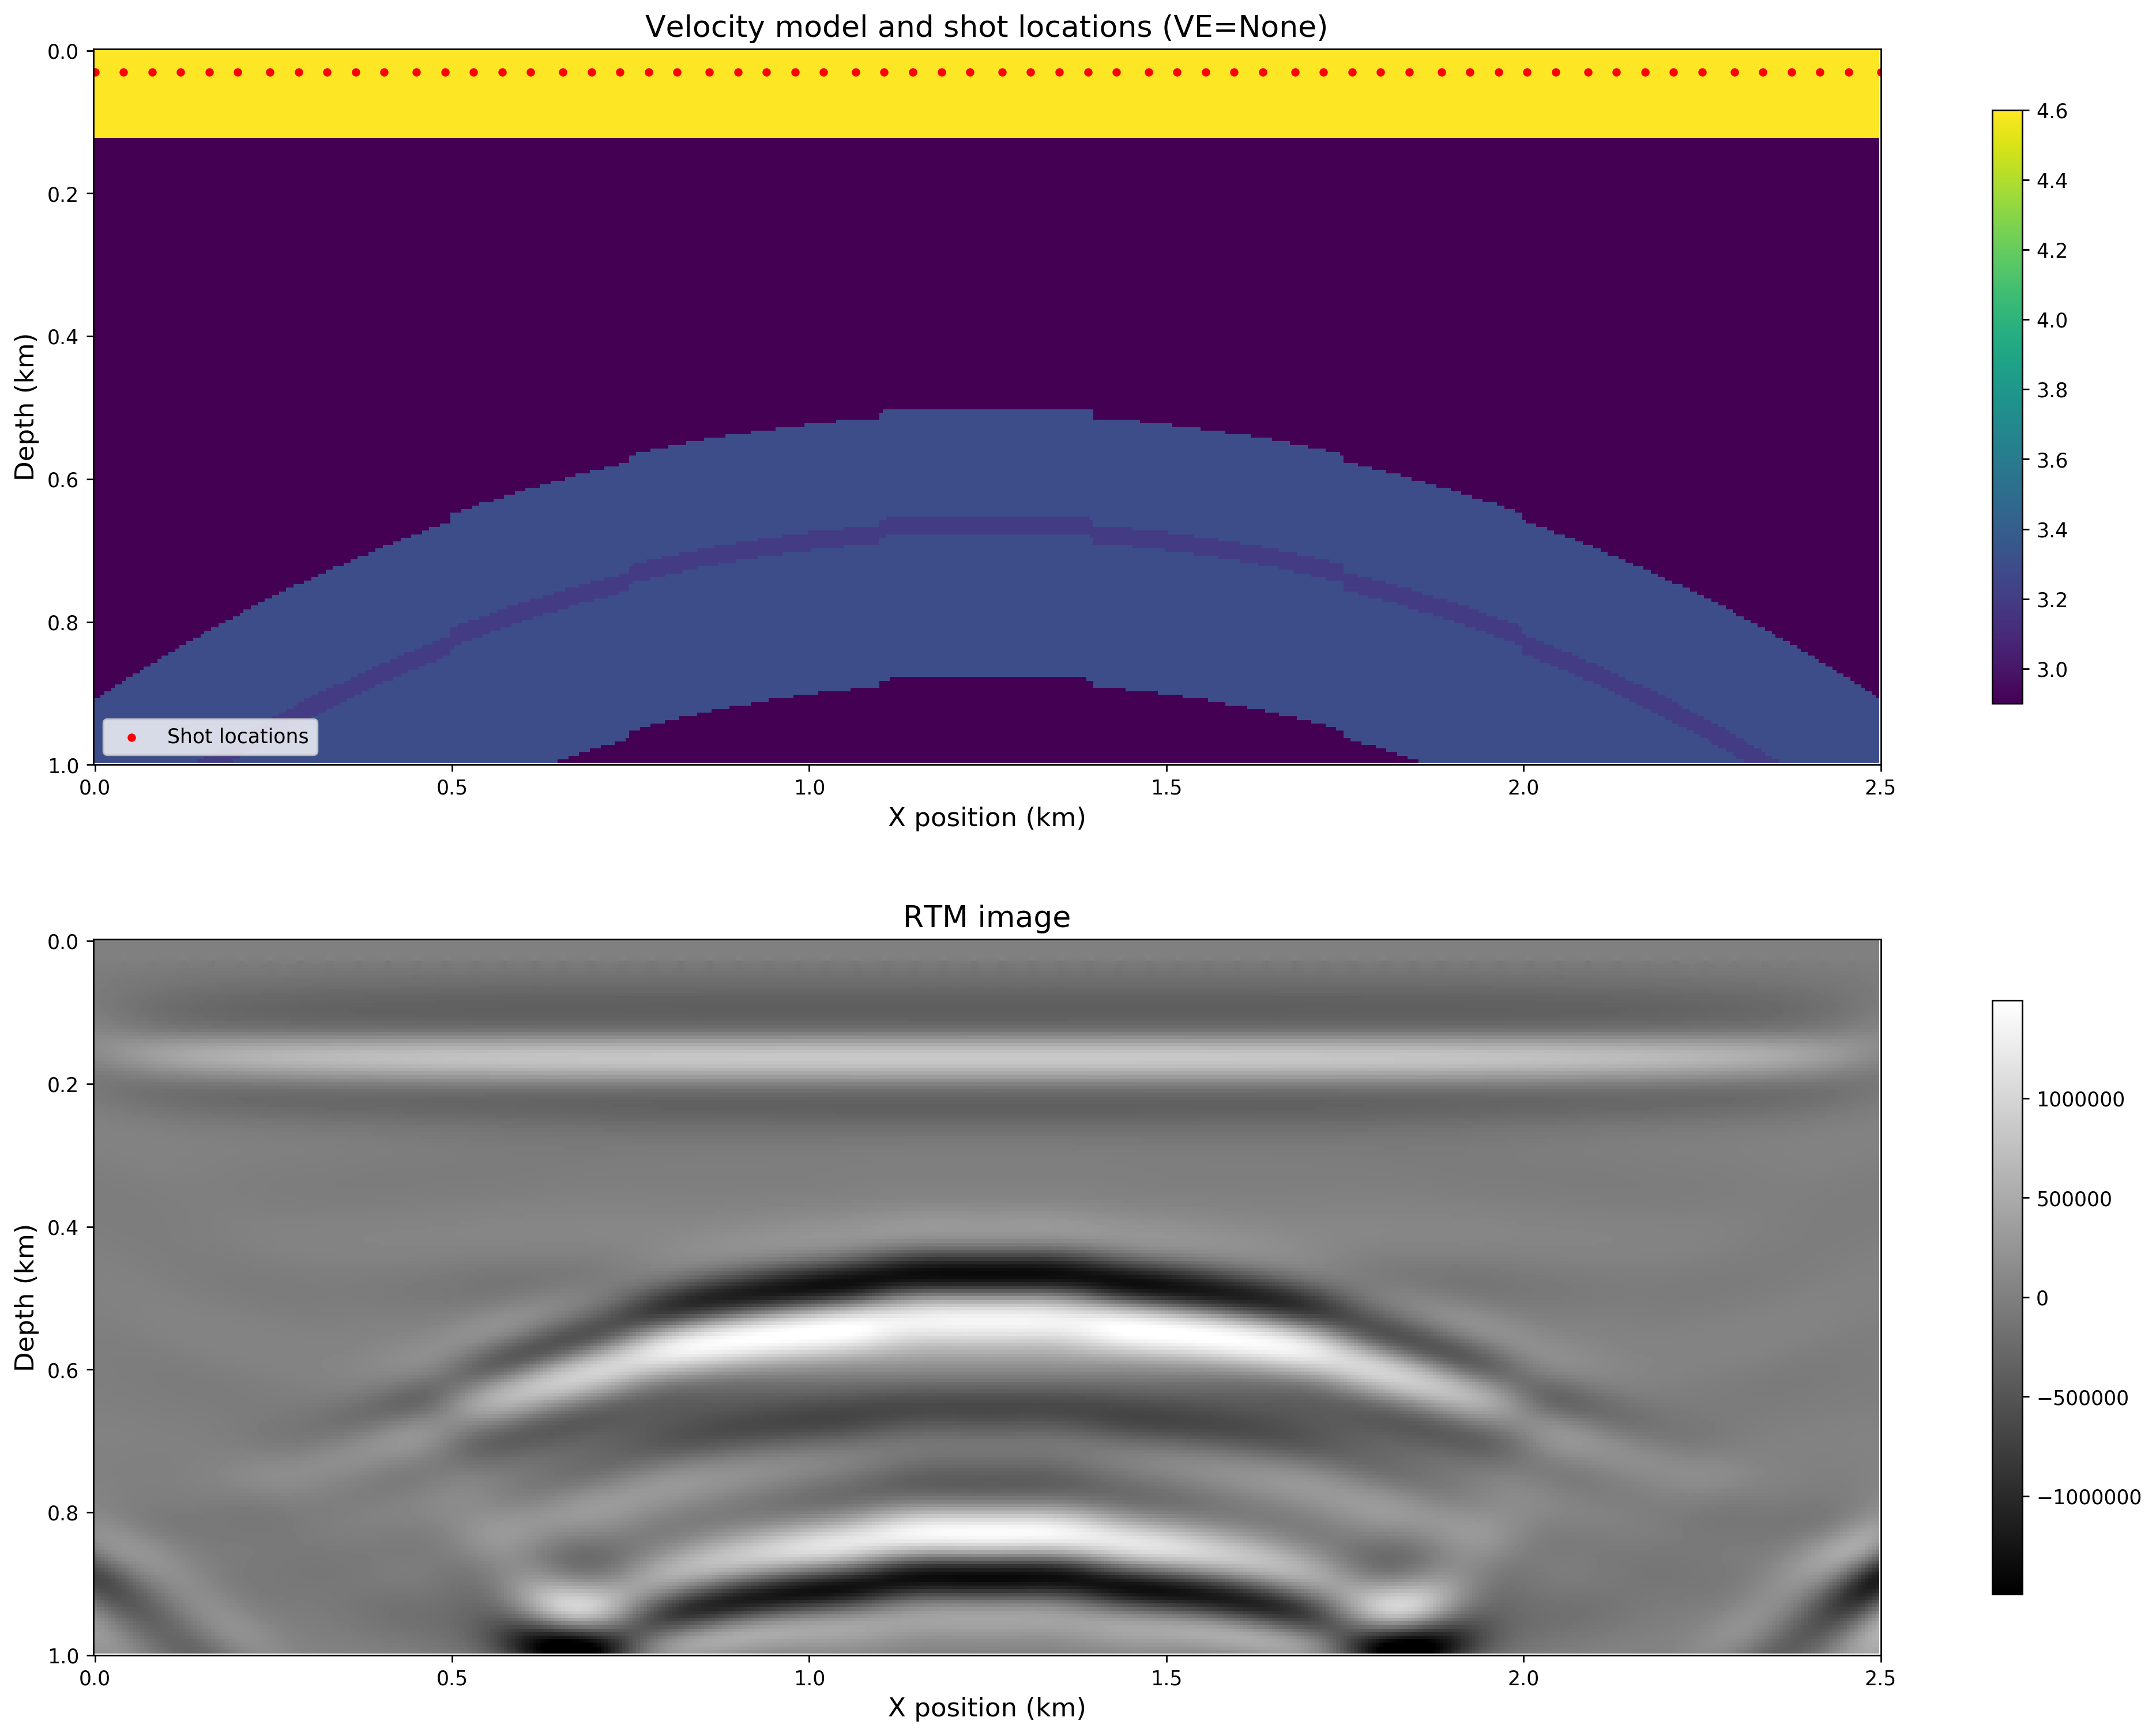 Velocity model and shot locations (VE=None)
0.0
0.2
0.4
0.6
0.8
1.0
Depth (km)
Shot locations
0.0 0.5 1.0 1.5 2.0 2.5
X position (km)
4.6
4.4
4.2
4.0
3.8
3.6
3.4
3.2
3.0
RTM image
0.0
0.2
0.4
0.6
0.8
1.0
Depth (km)
0.0 0.5 1.0 1.5 2.0 2.5
X position (km)
1000000
500000
0
−500000
−1000000